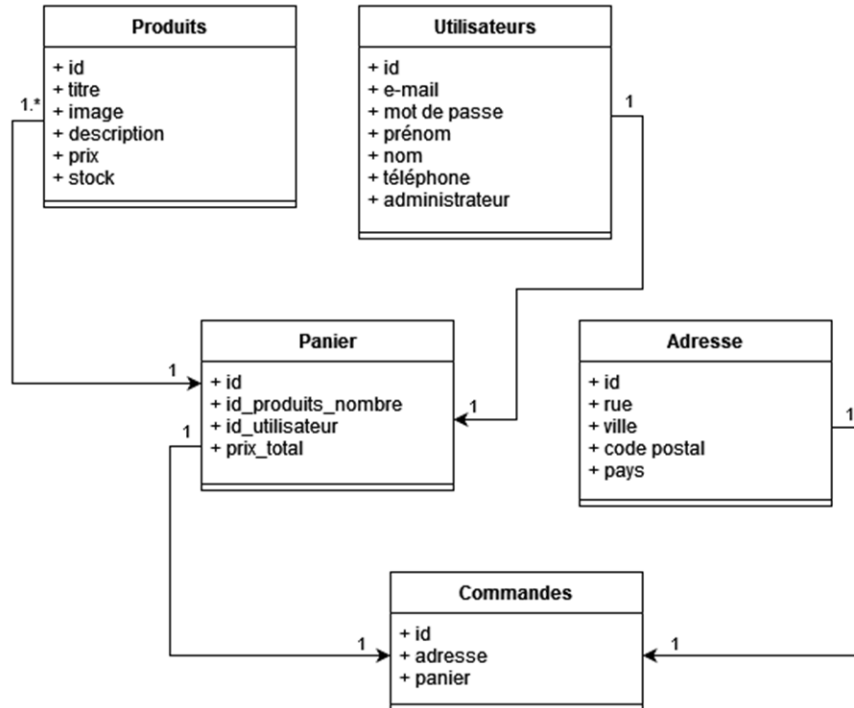 Produits
+ id
+ titre
+ image
+ description
+ prix
+ stock
1.*
Utilisateurs
+ id
+ e-mail
+ mot de passe
+ prénom
+ nom
+ téléphone
+ administrateur
1
Panier
+ id
+ id_produits_nombre
+ id_utilisateur
+ prix_total
1
1
1
Adresse
+ id
+ rue
+ ville
+ code postal
+ pays
1
Commandes
+ id
+ adresse
+ panier
1
1